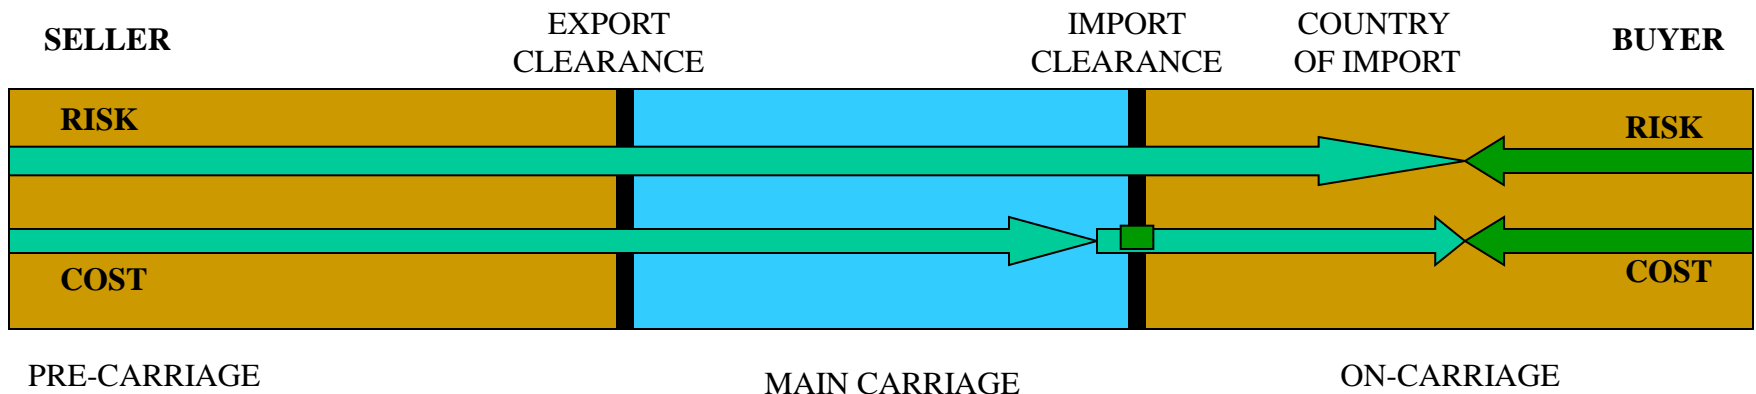 SELLER
EXPORT
CLEARANCE
IMPORT
CLEARANCE
COUNTRY
OF IMPORT
BUYER
RISK
RISK
COST
COST
PRE-CARRIAGE
MAIN CARRIAGE
ON-CARRIAGE